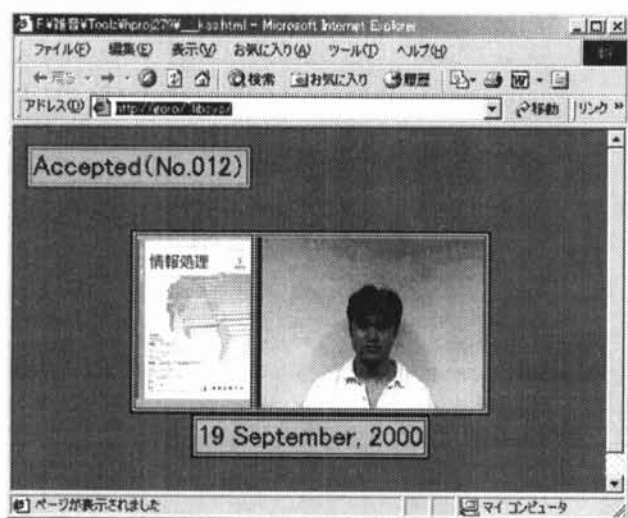 Microsoft Internet Explorer
ファイル(F) 編集(E) 表示(V) お気に入り(A) ツール(T) ヘルプ(H)
検索 お気に入り 履歴
アドレス(D) 移動 リンク »
Accepted(No.012)
情報処理
19 September, 2000
ページが表示されました マイ コンピュータ